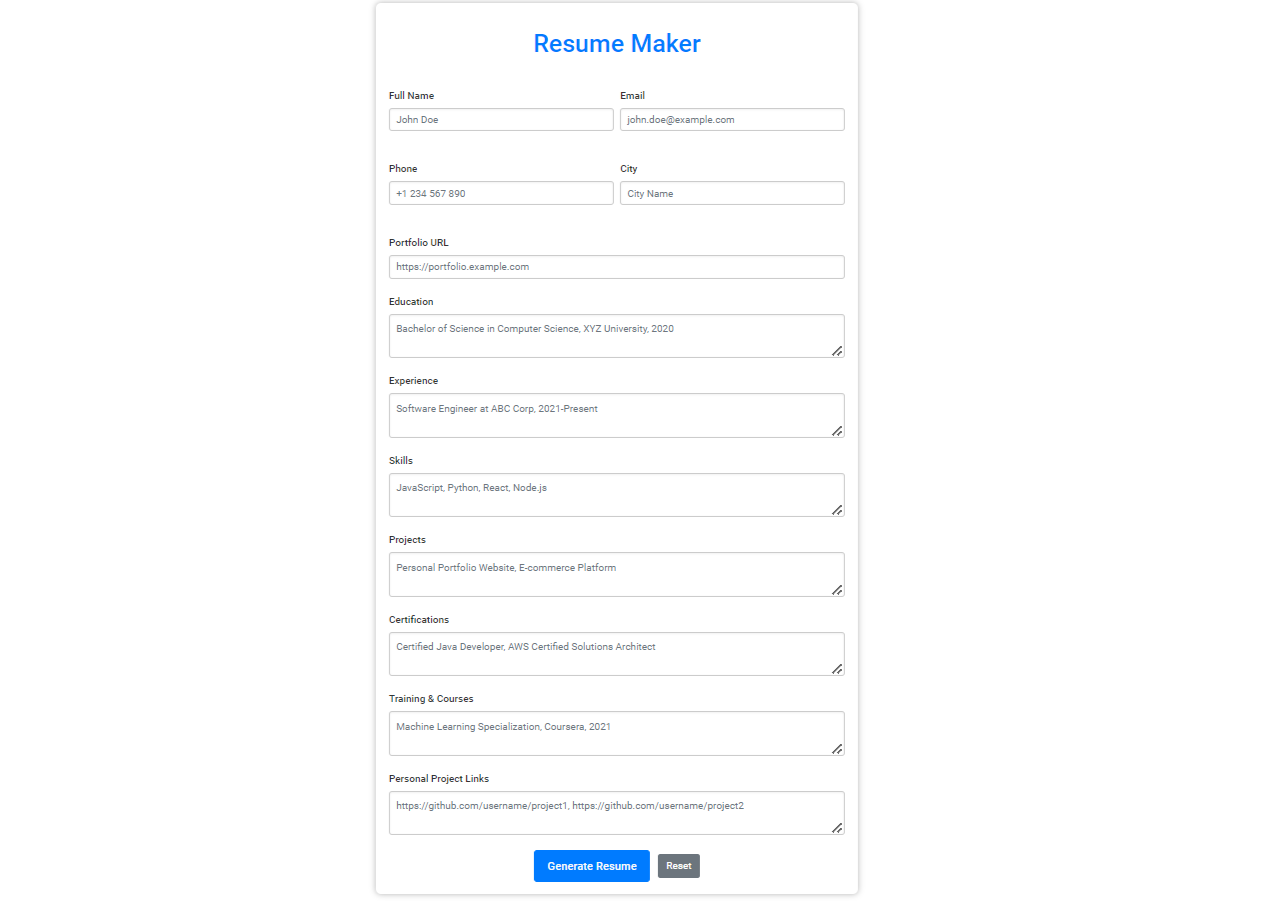 Resume Maker
Full Name
Email
John Doe
john.doe@example.com
Phone
City
+1 234 567 890
City Name
Portfolio URL
https://portfolio.example.com
Education
Bachelor of Science in Computer Science, XYZ University, 2020
Experience
Software Engineer at ABC Corp, 2021-Present
Skills
JavaScript, Python, React, Node.js
Projects
Personal Portfolio Website, E-commerce Platform
Certifications
Certified Java Developer, AWS Certified Solutions Architect
Training & Courses
Machine Learning Specialization, Coursera, 2021
Personal Project Links
https://github.com/username/project1, https://github.com/username/project2
Generate Resume
Reset